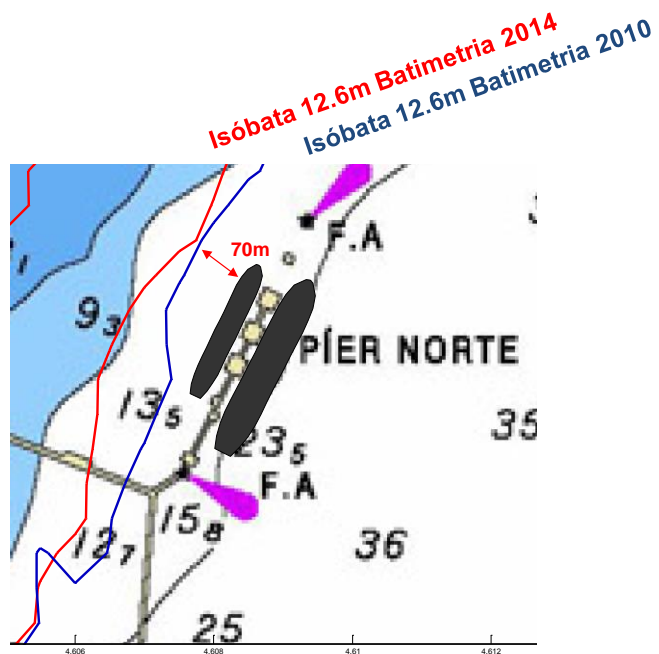 Isóbata 12.6m Batimetria 2014
Isóbata 12.6m Batimetria 2010
F.A
70m
9₃
PÍER NORTE
13₅
35
23₅
F.A
15₈
12₇
36
25
4.606
4.608
4.61
4.612